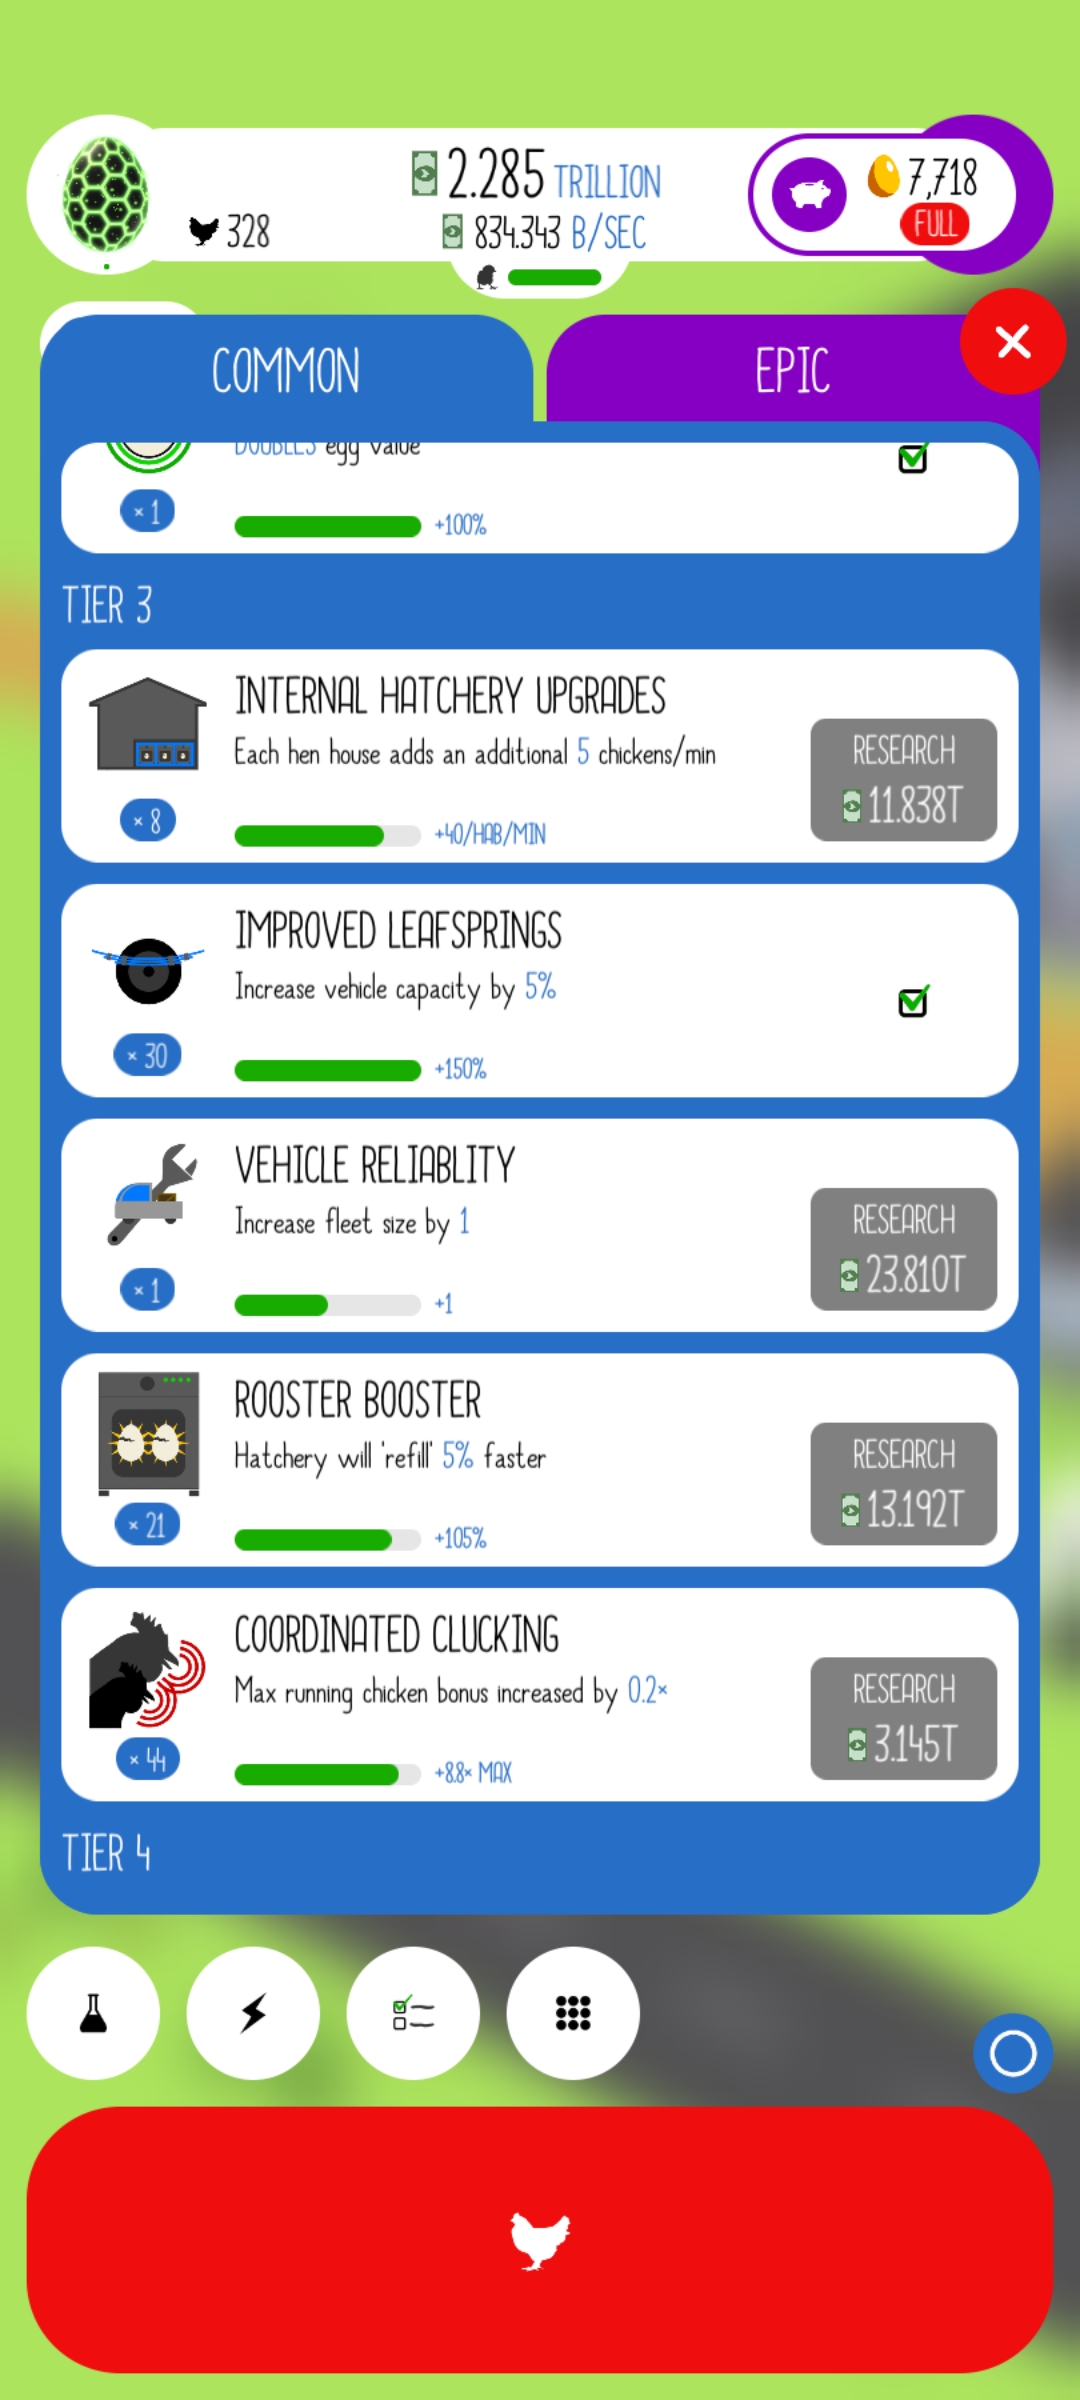 2.285 TRILLION
328
834.343 B/SEC
7,718
FULL
COMMON
EPIC
DOUBLES egg value
× 1
+100%
TIER 3
INTERNAL HATCHERY UPGRADES
Each hen house adds an additional 5 chickens/min
RESEARCH
11.838T
× 8
+40/HAB/MIN
IMPROVED LEAFSPRINGS
Increase vehicle capacity by 5%
× 30
+150%
VEHICLE RELIABLITY
Increase fleet size by 1
RESEARCH
23.810T
× 1
+1
ROOSTER BOOSTER
Hatchery will 'refill' 5% faster
RESEARCH
13.192T
× 21
+105%
COORDINATED CLUCKING
Max running chicken bonus increased by 0.2×
RESEARCH
3.145T
× 44
+8.8× MAX
TIER 4